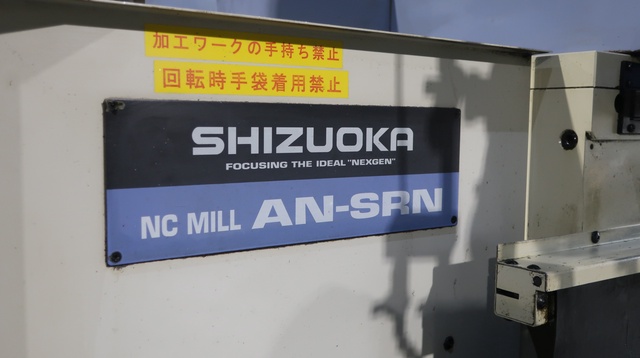 加工ワークの手持ち禁止
回転時手袋着用禁止
SHIZUOKA
FOCUSING THE IDEAL "NEXGEN"
NC MILL AN-SRN